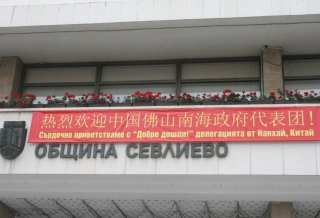 热烈欢迎中国佛山南海政府代表团!
Сърдечно приветстваме с "Добре дошли!" делегацията от Нанхай, Китай
ОБЩИНА СЕВЛИЕВО